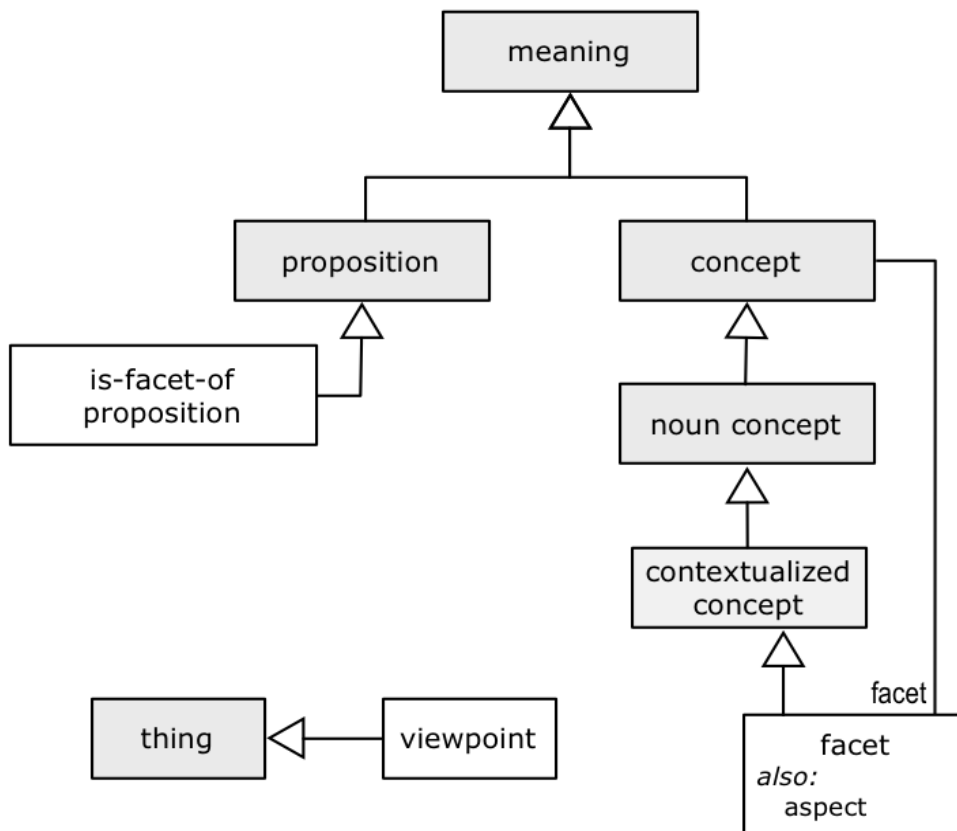 meaning
proposition
concept
is-facet-of
proposition
noun concept
contextualized
concept
facet
thing
viewpoint
facet
also:
aspect